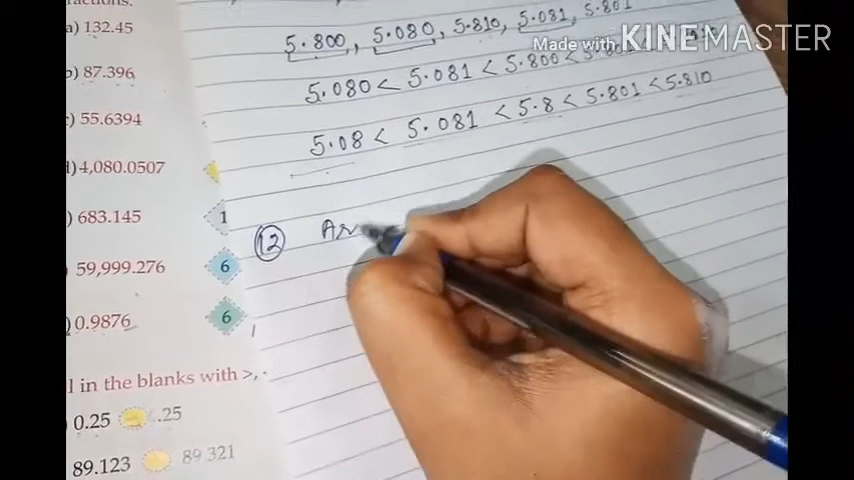 ractions.
a) 132.45
b) 87.396
c) 55.6394
d) 4,080.0507
) 683.145
59,999.276
) 0.9876
1
6
6
l in the blanks with >,
0.25 .25
89.123 89 321
5.800, 5.080, 5.810, 5.081, 5.801
Made with KINEMASTER
5.080 < 5.081 < 5.800 <
5.08 < 5.081 < 5.8 < 5.801 < 5.810
12 Ar